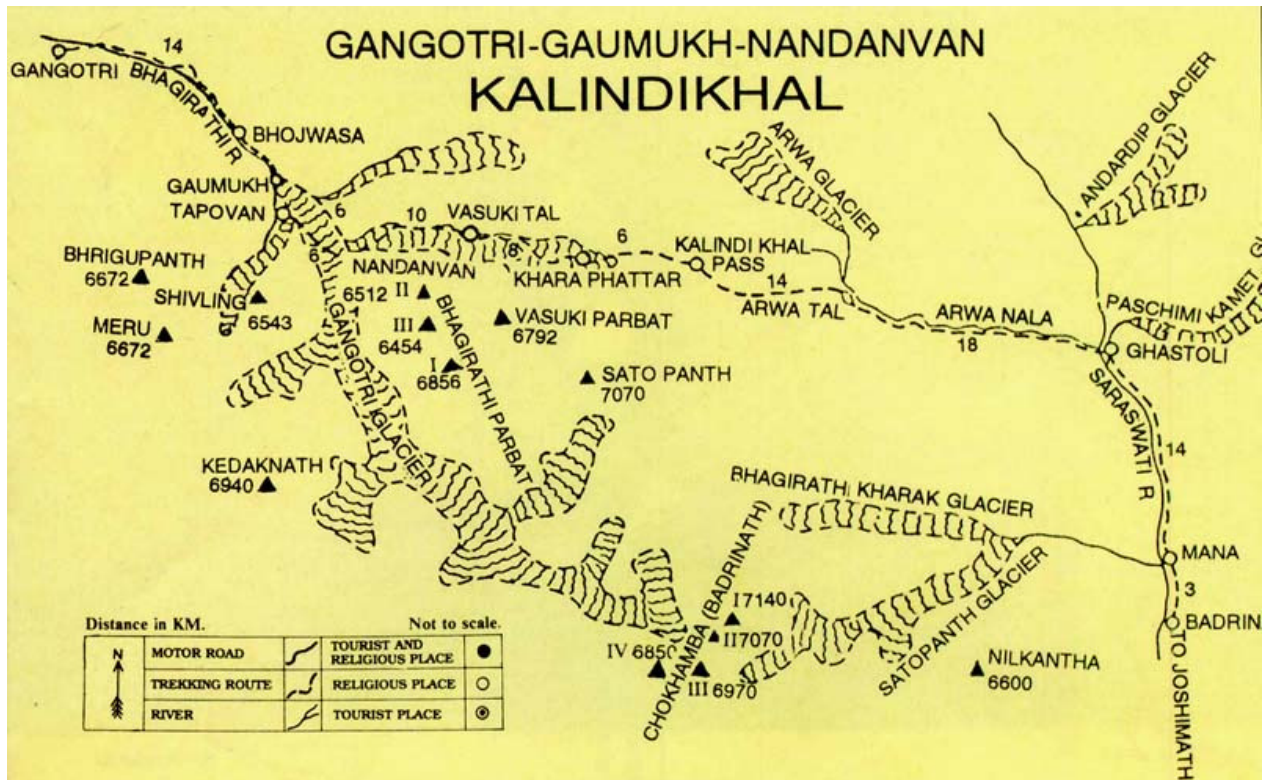 GANGOTRI-GAUMUKH-NANDANVAN
KALINDIKHAL
14
GANGOTRI
BHAGIRATHI R
BHOJWASA
GAUMUKH
TAPOVAN
6
6
10
VASUKI TAL
8
6
NANDANVAN
KHARA PHATTAR
KALINDI KHAL
PASS
14
ARWA TAL
ARWA GLACIER
ARWA NALA
18
ANDARDIP GLACIER
PASCHIMI KAMET
GHASTOLI
SARASWATI R
14
BHRIGUPANTH
6672
SHIVLING
6543
MERU
6672
6512 II
III
6454
I
6856
BHAGIRATHI PARBAT
VASUKI PARBAT
6792
SATO PANTH
7070
GANGOTRI GLACIER
KEDAKNATH
6940
BHAGIRATHI KHARAK GLACIER
MANA
3
BADRINA
TO JOSHIMATH
CHOKHAMBA (BADRINATH)
I 7140
II 7070
IV 6850
III 6970
SATOPANTH GLACIER
NILKANTHA
6600
Distance in KM.
Not to scale.
N
MOTOR ROAD
TOURIST AND
RELIGIOUS PLACE
TREKKING ROUTE
RELIGIOUS PLACE
RIVER
TOURIST PLACE